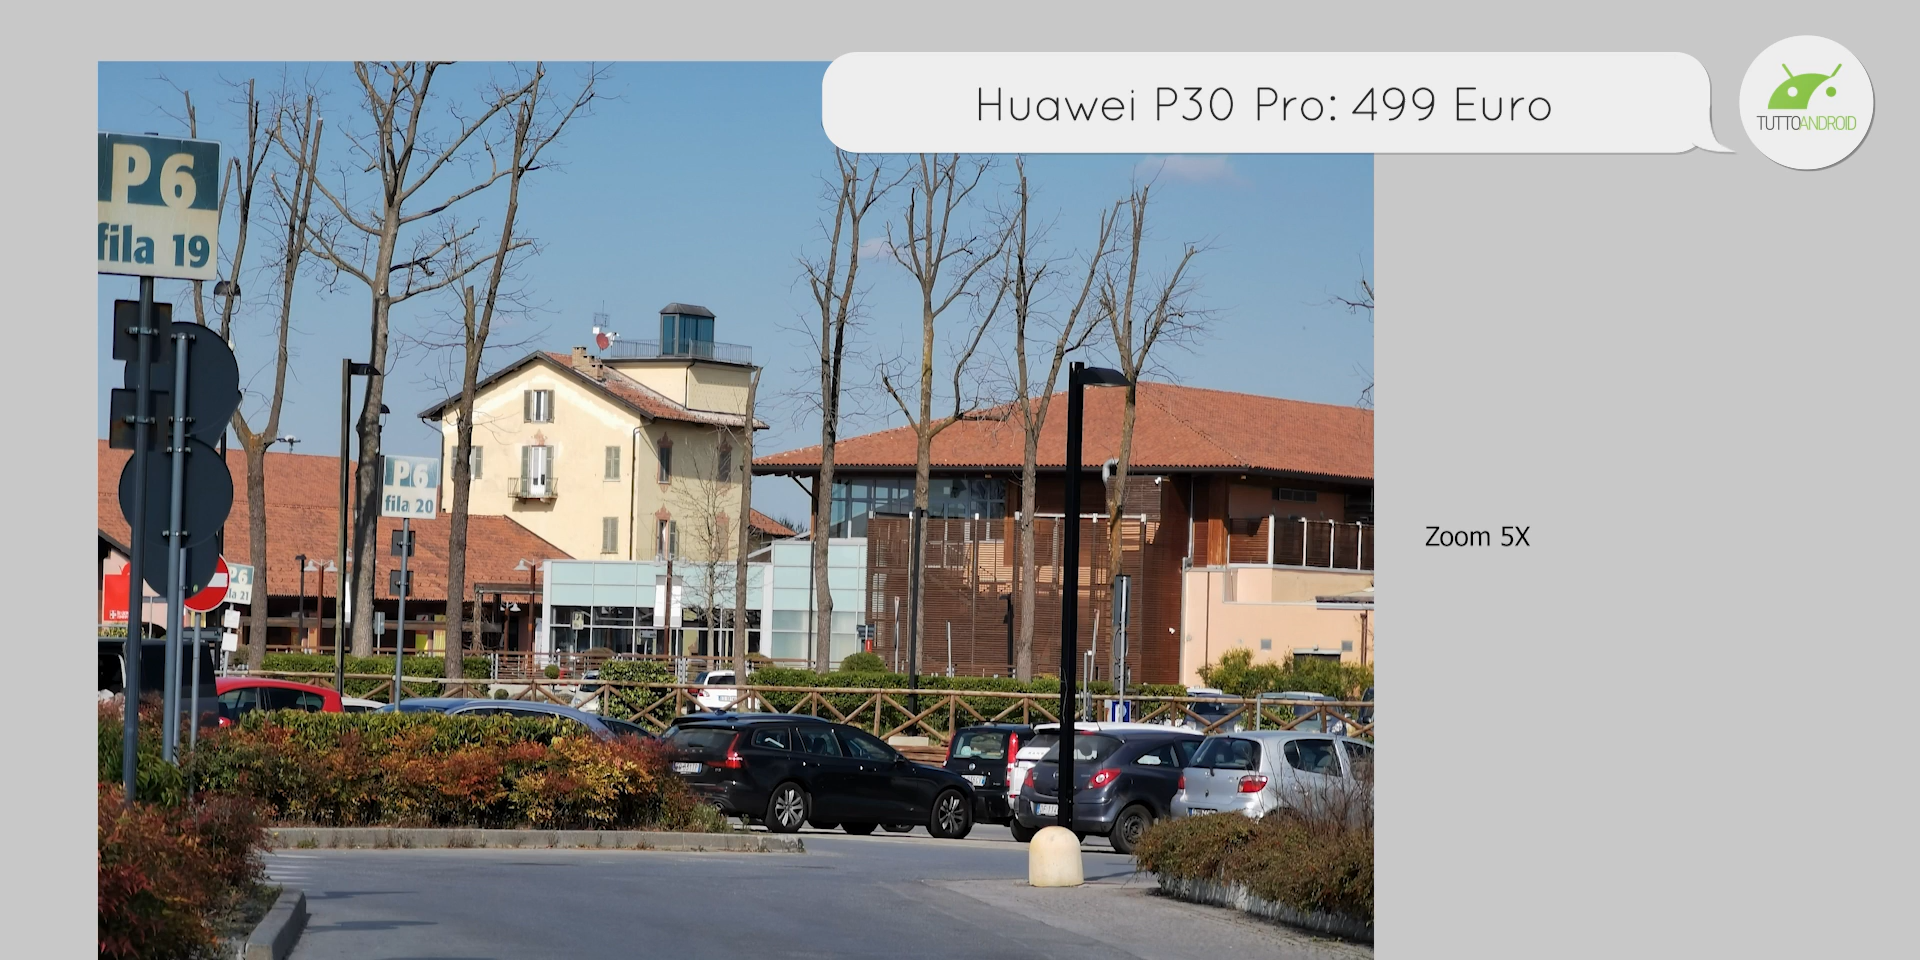 Huawei P30 Pro: 499 Euro
TUTTOANDROID
P6
fila 19
P6
fila 20
P6
la 21
Zoom 5X